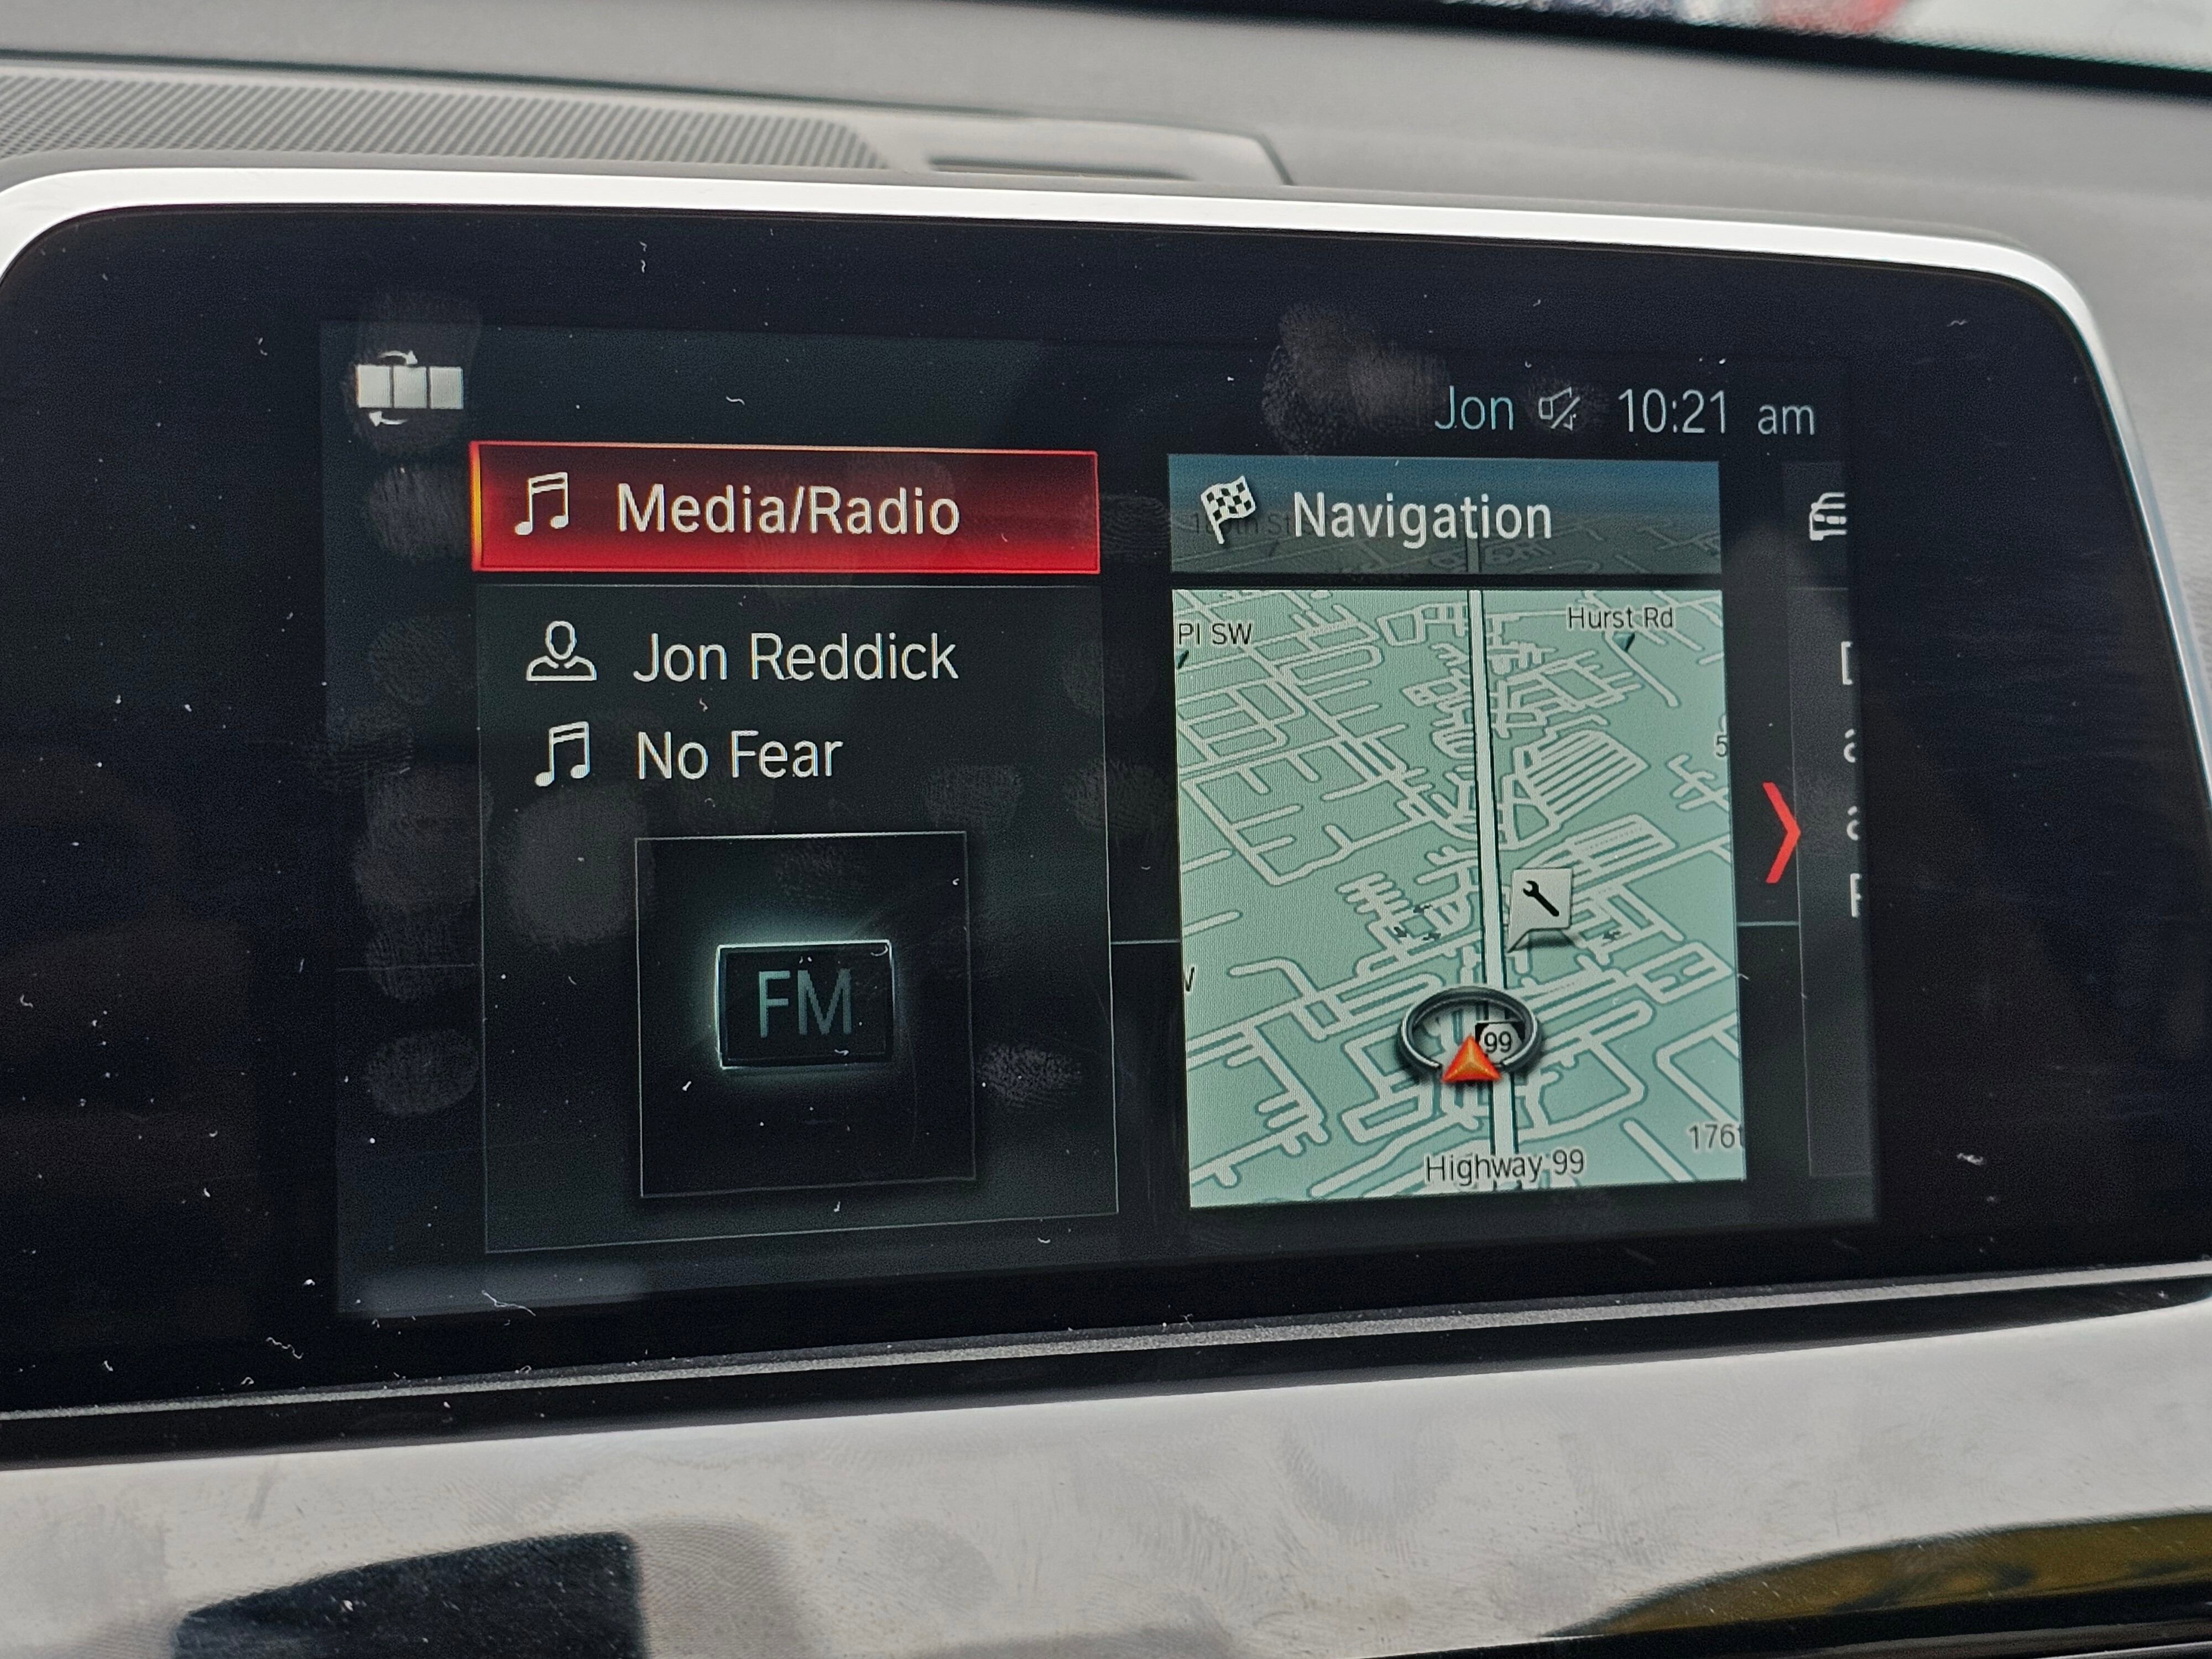 Jon 10:21 am
Media/Radio
Navigation
Jon Reddick
No Fear
FM
Pl SW
Hurst Rd
99
Highway 99